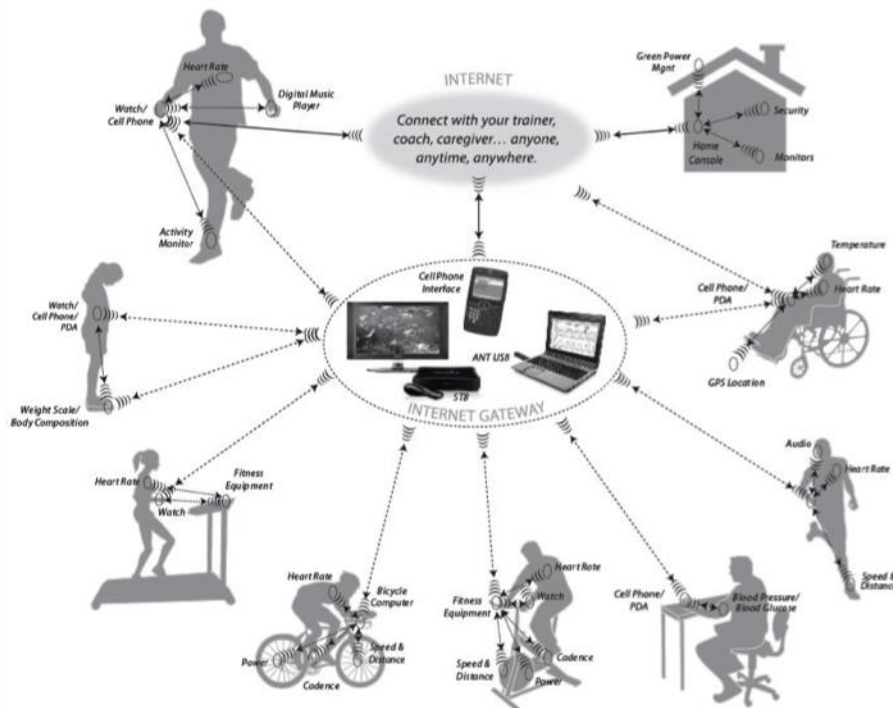 Heart Rate
Digital Music
Player
Watch/
Cell Phone
Activity
Monitor
INTERNET
Connect with your trainer,
coach, caregiver... anyone,
anytime, anywhere.
Green Power
Mgnt
Security
Home
Console
Monitors
Watch/
Cell Phone/
PDA
Weight Scale/
Body Composition
Cell Phone
Interface
ANT USB
STB
INTERNET GATEWAY
Temperature
Cell Phone/
PDA
Heart Rate
GPS Location
Heart Rate
Fitness
Equipment
Watch
Audio
Heart Rate
Speed &
Distance
Heart Rate
Bicycle
Computer
Power
Cadence
Speed &
Distance
Heart Rate
Fitness
Equipment
Watch
Speed &
Distance
Cadence
Power
Cell Phone/
PDA
Blood Pressure/
Blood Glucose